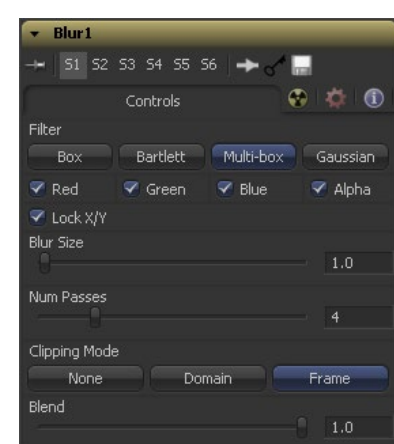 Blur1
S1 S2 S3 S4 S5 S6
Controls
Filter
Box Bartlett Multi-box Gaussian
Red Green Blue Alpha
Lock X/Y
Blur Size
1.0
Num Passes
4
Clipping Mode
None Domain Frame
Blend
1.0